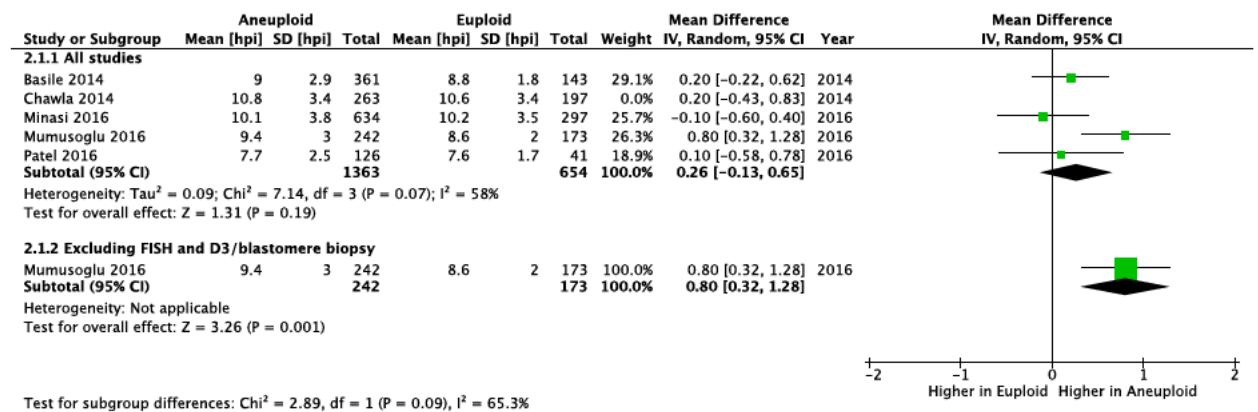 Aneuploid Euploid Mean Difference Mean Difference
Study or Subgroup Mean [hpi] SD [hpi] Total Mean [hpi] SD [hpi] Total Weight IV, Random, 95% CI Year IV, Random, 95% CI
2.1.1 All studies
Basile 2014 9 2.9 361 8.8 1.8 143 29.1% 0.20 [−0.22, 0.62] 2014
Chawla 2014 10.8 3.4 263 10.6 3.4 197 0.0% 0.20 [−0.43, 0.83] 2014
Minasi 2016 10.1 3.8 634 10.2 3.5 297 25.7% −0.10 [−0.60, 0.40] 2016
Mumusoglu 2016 9.4 3 242 8.6 2 173 26.3% 0.80 [0.32, 1.28] 2016
Patel 2016 7.7 2.5 126 7.6 1.7 41 18.9% 0.10 [−0.58, 0.78] 2016
Subtotal (95% CI) 1363 654 100.0% 0.26 [−0.13, 0.65]
Heterogeneity: Tau² = 0.09; Chi² = 7.14, df = 3 (P = 0.07); I² = 58%
Test for overall effect: Z = 1.31 (P = 0.19)
2.1.2 Excluding FISH and D3/blastomere biopsy
Mumusoglu 2016 9.4 3 242 8.6 2 173 100.0% 0.80 [0.32, 1.28] 2016
Subtotal (95% CI) 242 173 100.0% 0.80 [0.32, 1.28]
Heterogeneity: Not applicable
Test for overall effect: Z = 3.26 (P = 0.001)
−2 −1 0 1 2
Higher in Euploid Higher in Aneuploid
Test for subgroup differences: Chi² = 2.89, df = 1 (P = 0.09), I² = 65.3%